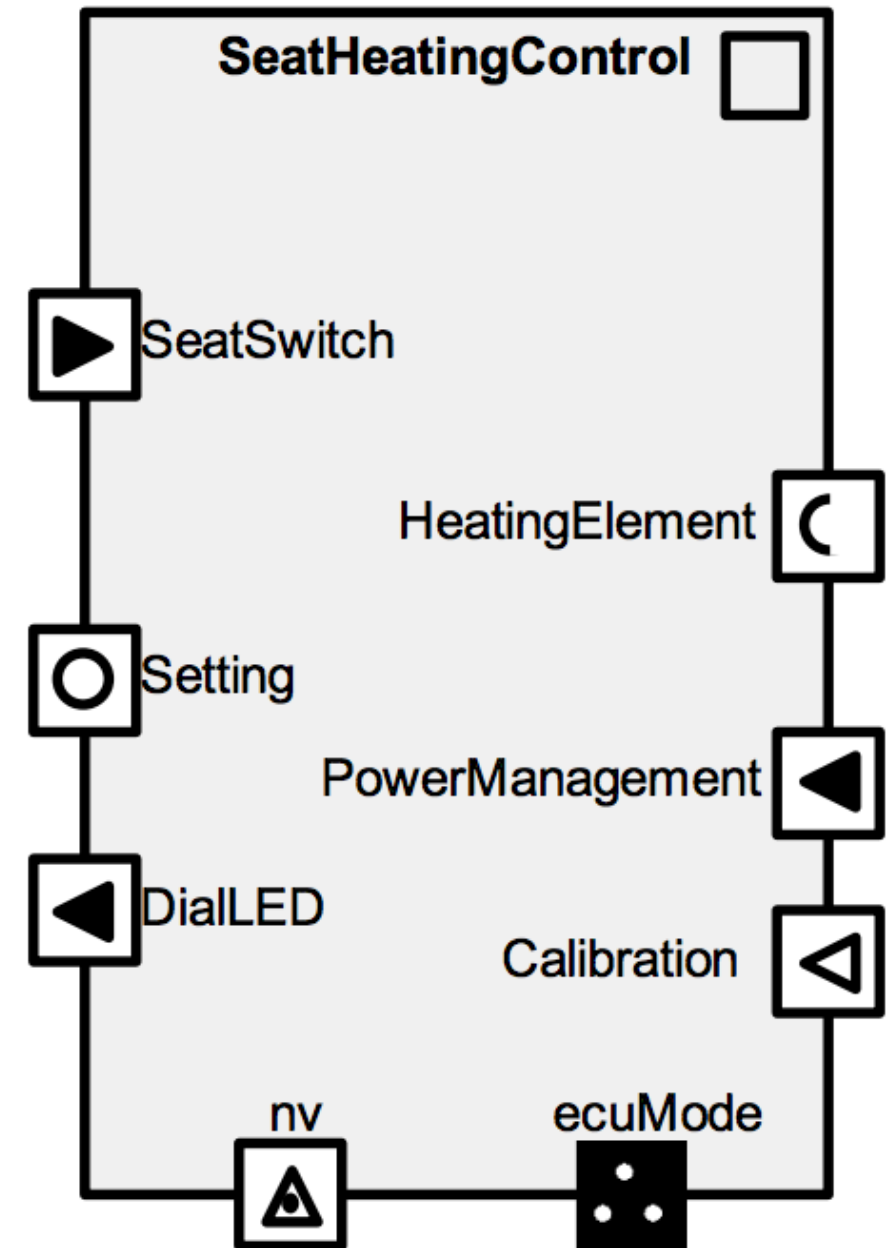 SeatHeatingControl
SeatSwitch
HeatingElement
Setting
PowerManagement
DialLED
Calibration
nv
ecuMode